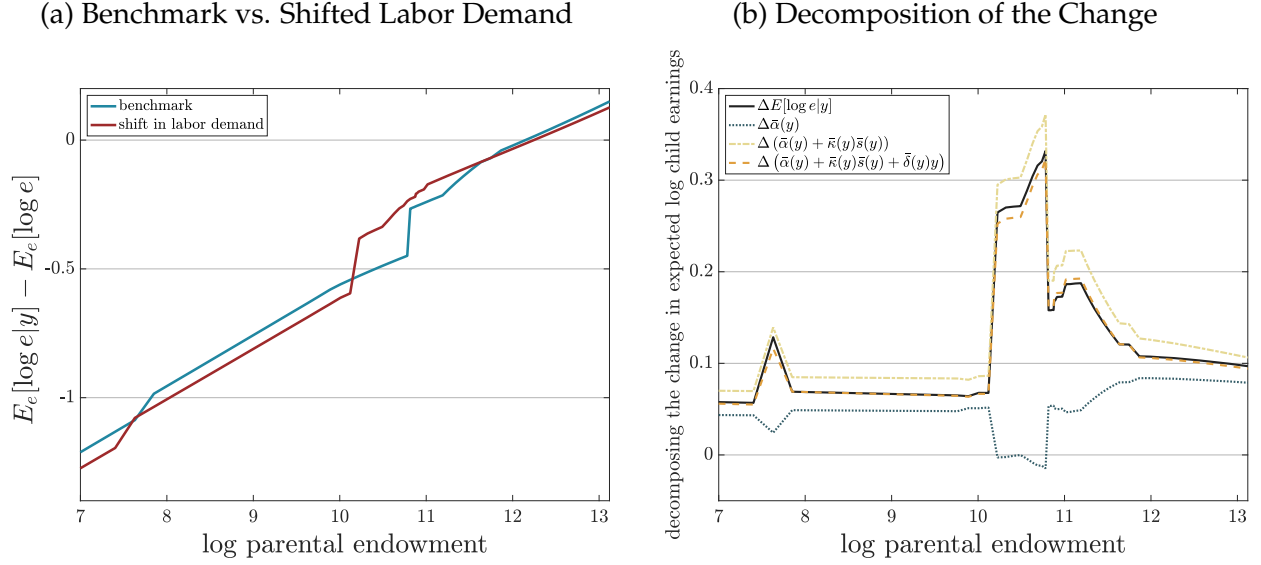 (a) Benchmark vs. Shifted Labor Demand
benchmark
shift in labor demand
0
-0.5
-1
7 8 9 10 11 12 13
log parental endowment
E_e[log e|y] − E_e[log e]
(b) Decomposition of the Change
ΔE[log e|y]
Δᾱ(y)
Δ (ᾱ(y) + κ̄(y)s̄(y))
Δ (ᾱ(y) + κ̄(y)s̄(y) + δ̄(y)y)
0.4
0.3
0.2
0.1
0
7 8 9 10 11 12 13
log parental endowment
decomposing the change in expected log child earnings